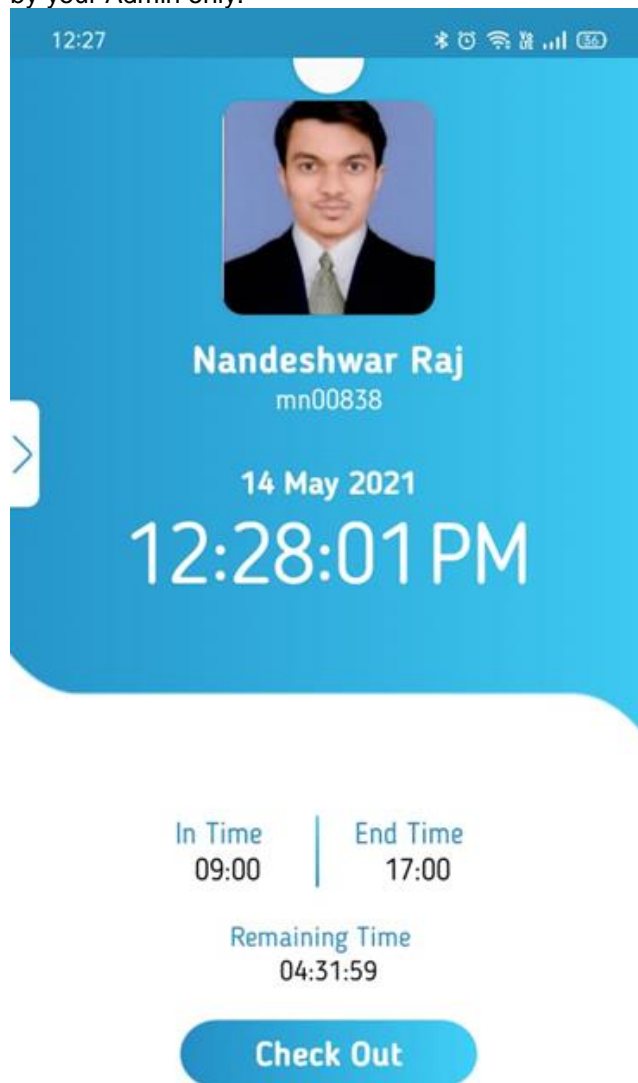 by your Admin only.
12:27
36
Nandeshwar Raj
mn00838
14 May 2021
12:28:01 PM
In Time End Time
09:00 17:00
Remaining Time
04:31:59
Check Out